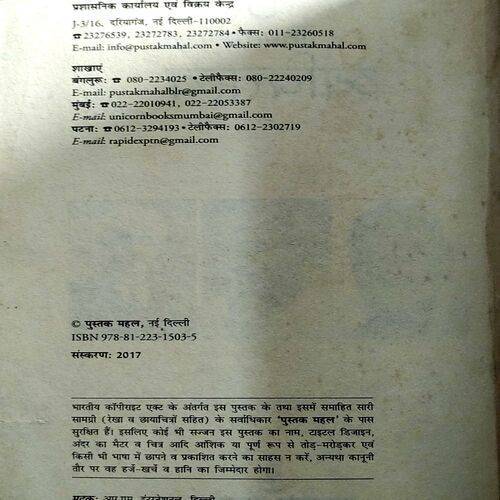 प्रशासनिक कार्यालय एवं विक्रय केन्द्र
J-3/16, दरियागंज, नई दिल्ली-110002
☎ 23276539, 23272783, 23272784 • फैक्स: 011-23260518
E-mail: info@pustakmahal.com • Website: www.pustakmahal.com
शाखाएं
बंगलुरू: ☎ 080-2234025 • टेलीफैक्स: 080-22240209
E-mail: pustakmahalblr@gmail.com
मुंबई: ☎ 022-22010941, 022-22053387
E-mail: unicornbooksmumbai@gmail.com
पटना: ☎ 0612-3294193 • टेलीफैक्स: 0612-2302719
E-mail: rapidexptn@gmail.com
© पुस्तक महल, नई दिल्ली
ISBN 978-81-223-1503-5
संस्करण: 2017
भारतीय कॉपीराइट एक्ट के अंतर्गत इस पुस्तक के तथा इसमें समाहित सारी
सामग्री (रेखा व छायाचित्रों सहित) के सर्वाधिकार 'पुस्तक महल' के पास
सुरक्षित हैं। इसलिए कोई भी सज्जन इस पुस्तक का नाम, टाइटल डिजाइन,
अंदर का मैटर व चित्र आदि आंशिक या पूर्ण रूप से तोड़-मरोड़कर एवं
किसी भी भाषा में छापने व प्रकाशित करने का साहस न करें, अन्यथा कानूनी
तौर पर वह हर्जे-खर्चे व हानि का जिम्मेदार होगा।
मुद्रक: आर.एम. इंटरनेशनल, दिल्ली